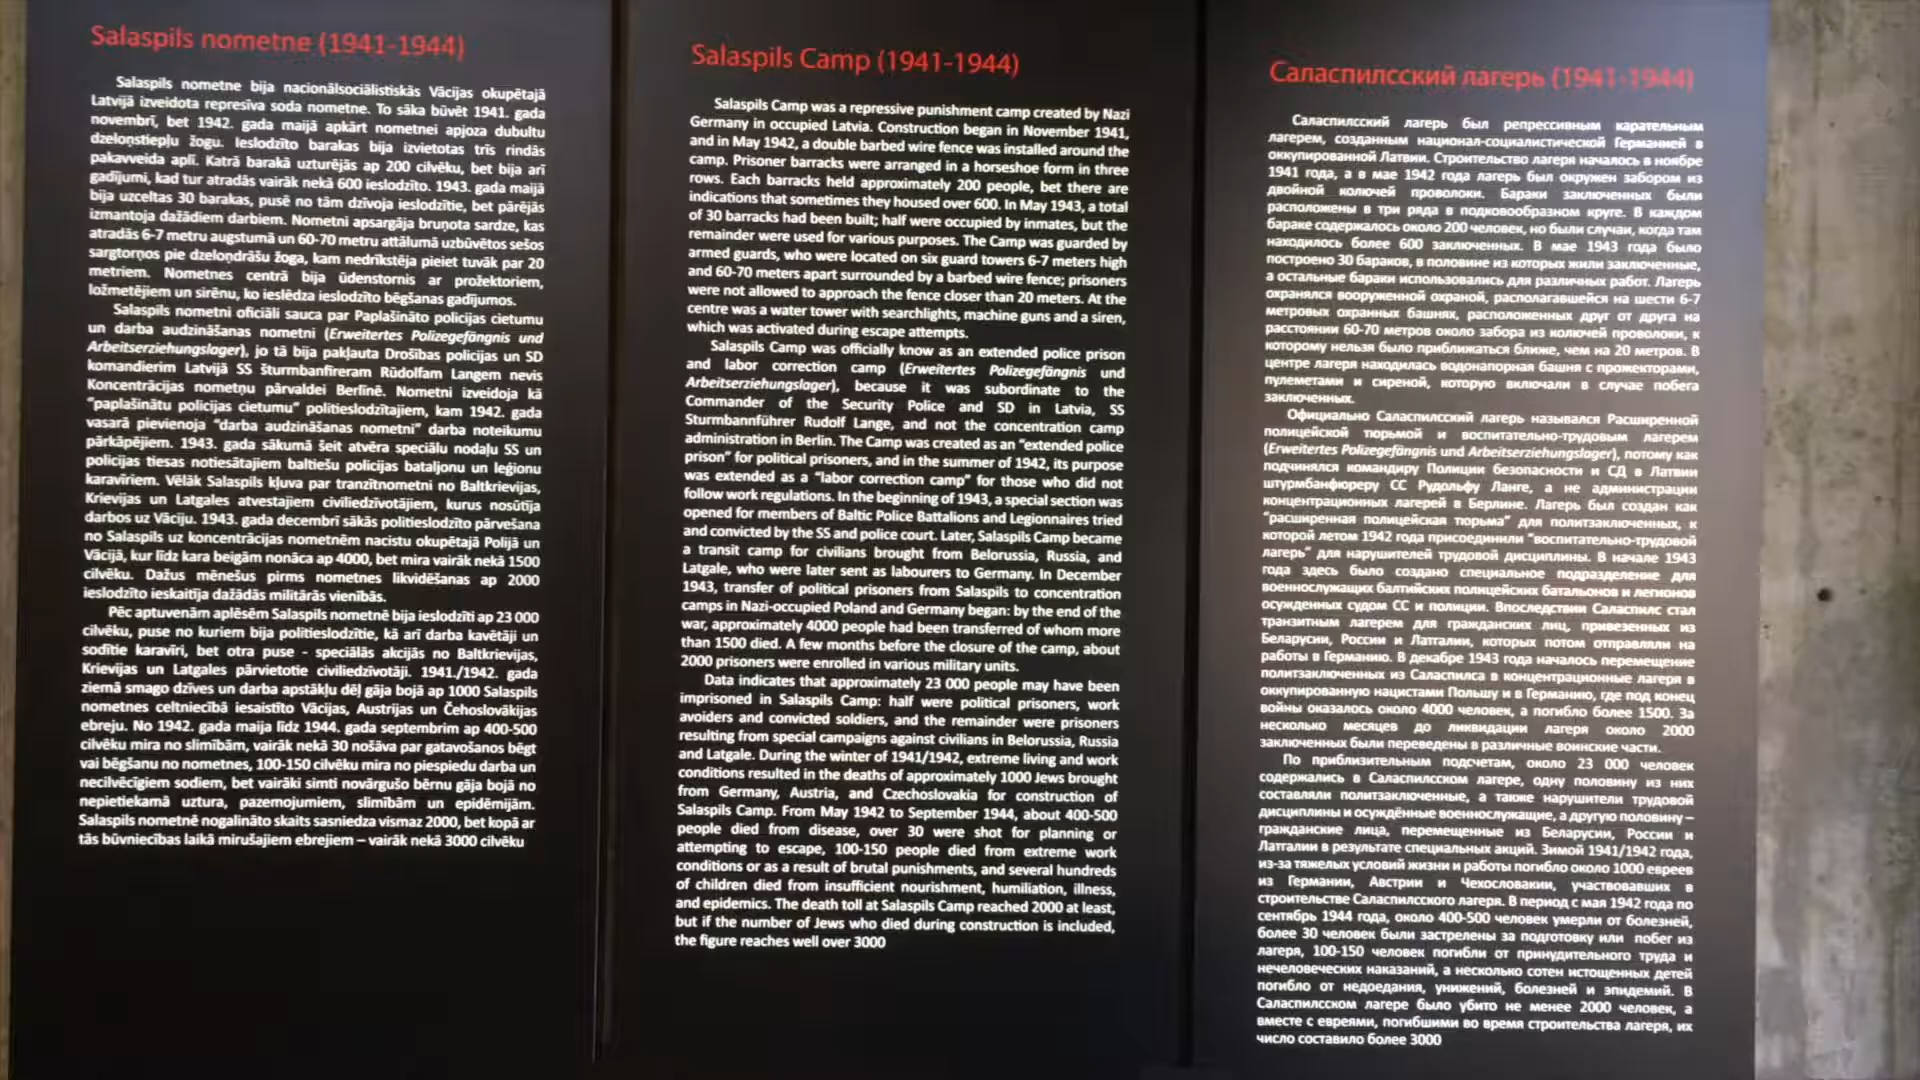 Salaspils nometne (1941-1944)
Salaspils nometne bija nacionālsociālistiskās Vācijas okupētajā
Latvijā izveidota represīva soda nometne. To sāka būvēt 1941. gada
novembrī, bet 1942. gada maijā apkārt nometnei apjoza dubultu
dzeloņstiepļu žogu. Ieslodzīto barakas bija izvietotas trīs rindās
pakavveida aplī. Katrā barakā uzturējās ap 200 cilvēku, bet bija arī
gadījumi, kad tur atradās vairāk nekā 600 ieslodzīto. 1943. gada maijā
bija uzceltas 30 barakas, pusē no tām dzīvoja ieslodzītie, bet pārējās
izmantoja dažādiem darbiem. Nometni apsargāja bruņota sardze, kas
atradās 6-7 metru augstumā un 60-70 metru attālumā uzbūvētos sešos
sargtorņos pie dzeloņdrāšu žoga, kam nedrīkstēja pieiet tuvāk par 20
metriem. Nometnes centrā bija ūdenstornis ar prožektoriem,
ložmetējiem un sirēnu, ko ieslēdza ieslodzīto bēgšanas gadījumos.
Salaspils nometni oficiāli sauca par Paplašināto policijas cietumu
un darba audzināšanas nometni (Erweitertes Polizegefängnis und
Arbeitserziehungslager), jo tā bija pakļauta Drošības policijas un SD
komandierim Latvijā SS šturmbanfīreram Rūdolfam Langem nevis
Koncentrācijas nometņu pārvaldei Berlīnē. Nometni izveidoja kā
"paplašinātu policijas cietumu" politieslodzītajiem, kam 1942. gada
vasarā pievienoja "darba audzināšanas nometni" darba noteikumu
pārkāpējiem. 1943. gada sākumā šeit atvēra speciālu nodaļu SS un
policijas tiesas notiesātajiem baltiešu policijas bataljonu un leģionu
karavīriem. Vēlāk Salaspils kļuva par tranzītnometni no Baltkrievijas,
Krievijas un Latgales atvestajiem civiliedzīvotājiem, kurus nosūtīja
darbos uz Vāciju. 1943. gada decembrī sākās politieslodzīto pārvešana
no Salaspils uz koncentrācijas nometnēm nacistu okupētajā Polijā un
Vācijā, kur līdz kara beigām nonāca ap 4000, bet mira vairāk nekā 1500
cilvēku. Dažus mēnešus pirms nometnes likvidēšanas ap 2000
ieslodzīto ieskaitīja dažādās militārās vienībās.
Pēc aptuvenām aplēsēm Salaspils nometnē bija ieslodzīti ap 23 000
cilvēku, puse no kuriem bija politieslodzītie, kā arī darba kavētāji un
sodītie karavīri, bet otra puse - speciālās akcijās no Baltkrievijas,
Krievijas un Latgales pārvietotie civiliedzīvotāji. 1941./1942. gada
ziemā smago dzīves un darba apstākļu dēļ gāja bojā ap 1000 Salaspils
nometnes celtniecībā iesaistīto Vācijas, Austrijas un Čehoslovākijas
ebreju. No 1942. gada maija līdz 1944. gada septembrim ap 400-500
cilvēku mira no slimībām, vairāk nekā 30 nošāva par gatavošanos bēgt
vai bēgšanu no nometnes, 100-150 cilvēku mira no piespiedu darba un
necilvēcīgiem sodiem, bet vairāki simti novārgušo bērnu gāja bojā no
nepietiekamā uztura, pazemojumiem, slimībām un epidēmijām.
Salaspils nometnē nogalināto skaits sasniedza vismaz 2000, bet kopā ar
tās būvniecības laikā mirušajiem ebrejiem – vairāk nekā 3000 cilvēku
Salaspils Camp (1941-1944)
Salaspils Camp was a repressive punishment camp created by Nazi
Germany in occupied Latvia. Construction began in November 1941,
and in May 1942, a double barbed wire fence was installed around the
camp. Prisoner barracks were arranged in a horseshoe form in three
rows. Each barracks held approximately 200 people, bet there are
indications that sometimes they housed over 600. In May 1943, a total
of 30 barracks had been built; half were occupied by inmates, but the
remainder were used for various purposes. The Camp was guarded by
armed guards, who were located on six guard towers 6-7 meters high
and 60-70 meters apart surrounded by a barbed wire fence; prisoners
were not allowed to approach the fence closer than 20 meters. At the
centre was a water tower with searchlights, machine guns and a siren,
which was activated during escape attempts.
Salaspils Camp was officially know as an extended police prison
and labor correction camp (Erweitertes Polizegefängnis und
Arbeitserziehungslager), because it was subordinate to the
Commander of the Security Police and SD in Latvia, SS
Sturmbannführer Rudolf Lange, and not the concentration camp
administration in Berlin. The Camp was created as an "extended police
prison" for political prisoners, and in the summer of 1942, its purpose
was extended as a "labor correction camp" for those who did not
follow work regulations. In the beginning of 1943, a special section was
opened for members of Baltic Police Battalions and Legionnaires tried
and convicted by the SS and police court. Later, Salaspils Camp became
a transit camp for civilians brought from Belorussia, Russia, and
Latgale, who were later sent as labourers to Germany. In December
1943, transfer of political prisoners from Salaspils to concentration
camps in Nazi-occupied Poland and Germany began: by the end of the
war, approximately 4000 people had been transferred of whom more
than 1500 died. A few months before the closure of the camp, about
2000 prisoners were enrolled in various military units.
Data indicates that approximately 23 000 people may have been
imprisoned in Salaspils Camp: half were political prisoners, work
avoiders and convicted soldiers, and the remainder were prisoners
resulting from special campaigns against civilians in Belorussia, Russia
and Latgale. During the winter of 1941/1942, extreme living and work
conditions resulted in the deaths of approximately 1000 Jews brought
from Germany, Austria, and Czechoslovakia for construction of
Salaspils Camp. From May 1942 to September 1944, about 400-500
people died from disease, over 30 were shot for planning or
attempting to escape, 100-150 people died from extreme work
conditions or as a result of brutal punishments, and several hundreds
of children died from insufficient nourishment, humiliation, illness,
and epidemics. The death toll at Salaspils Camp reached 2000 at least,
but if the number of Jews who died during construction is included,
the figure reaches well over 3000
Саласпилсский лагерь (1941-1944)
Саласпилсский лагерь был репрессивным карательным
лагерем, созданным национал-социалистической Германией в
оккупированной Латвии. Строительство лагеря началось в ноябре
1941 года, а в мае 1942 года лагерь был окружен забором из
двойной колючей проволоки. Бараки заключенных были
расположены в три ряда в подковообразном круге. В каждом
бараке содержалось около 200 человек, но были случаи, когда там
находилось более 600 заключенных. В мае 1943 года было
построено 30 бараков, в половине из которых жили заключенные,
а остальные бараки использовались для различных работ. Лагерь
охранялся вооруженной охраной, располагавшейся на шести 6-7
метровых охранных башнях, расположенных друг от друга на
расстоянии 60-70 метров около забора из колючей проволоки, к
которому нельзя было приближаться ближе, чем на 20 метров. В
центре лагеря находилась водонапорная башня с прожекторами,
пулеметами и сиреной, которую включали в случае побега
заключенных.
Официально Саласпилсский лагерь назывался Расширенной
полицейской тюрьмой и воспитательно-трудовым лагерем
(Erweitertes Polizegefängnis und Arbeitserziehungslager), потому как
подчинялся командиру Полиции безопасности и СД в Латвии
штурмбанфюреру СС Рудольфу Ланге, а не администрации
концентрационных лагерей в Берлине. Лагерь был создан как
"расширенная полицейская тюрьма" для политзаключенных, к
которой летом 1942 года присоединили "воспитательно-трудовой
лагерь" для нарушителей трудовой дисциплины. В начале 1943
года здесь было создано специальное подразделение для
военнослужащих балтийских полицейских батальонов и легионов
осужденных судом СС и полиции. Впоследствии Саласпилс стал
транзитным лагерем для гражданских лиц, привезенных из
Беларусии, России и Латгалии, которых потом отправляли на
работы в Германию. В декабре 1943 года началось перемещение
политзаключенных из Саласпилса в концентрационные лагеря в
оккупированную нацистами Польшу и в Германию, где под конец
войны оказалось около 4000 человек, а погибло более 1500. За
несколько месяцев до ликвидации лагеря около 2000
заключенных были переведены в различные воинские части.
По приблизительным подсчетам, около 23 000 человек
содержались в Саласпилсском лагере, одну половину из них
составляли политзаключенные, а также нарушители трудовой
дисциплины и осуждённые военнослужащие, а другую половину –
гражданские лица, перемещенные из Беларусии, России и
Латгалии в результате специальных акций. Зимой 1941/1942 года,
из-за тяжелых условий жизни и работы погибло около 1000 евреев
из Германии, Австрии и Чехословакии, участвовавших в
строительстве Саласпилсского лагеря. В период с мая 1942 года по
сентябрь 1944 года, около 400-500 человек умерли от болезней,
более 30 человек были застрелены за подготовку или побег из
лагеря, 100-150 человек погибли от принудительного труда и
нечеловеческих наказаний, а несколько сотен истощенных детей
погибло от недоедания, унижений, болезней и эпидемий. В
Саласпилсском лагере было убито не менее 2000 человек, а
вместе с евреями, погибшими во время строительства лагеря, их
число составило более 3000